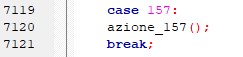 7119 case 157:
7120 azione_157();
7121 break;